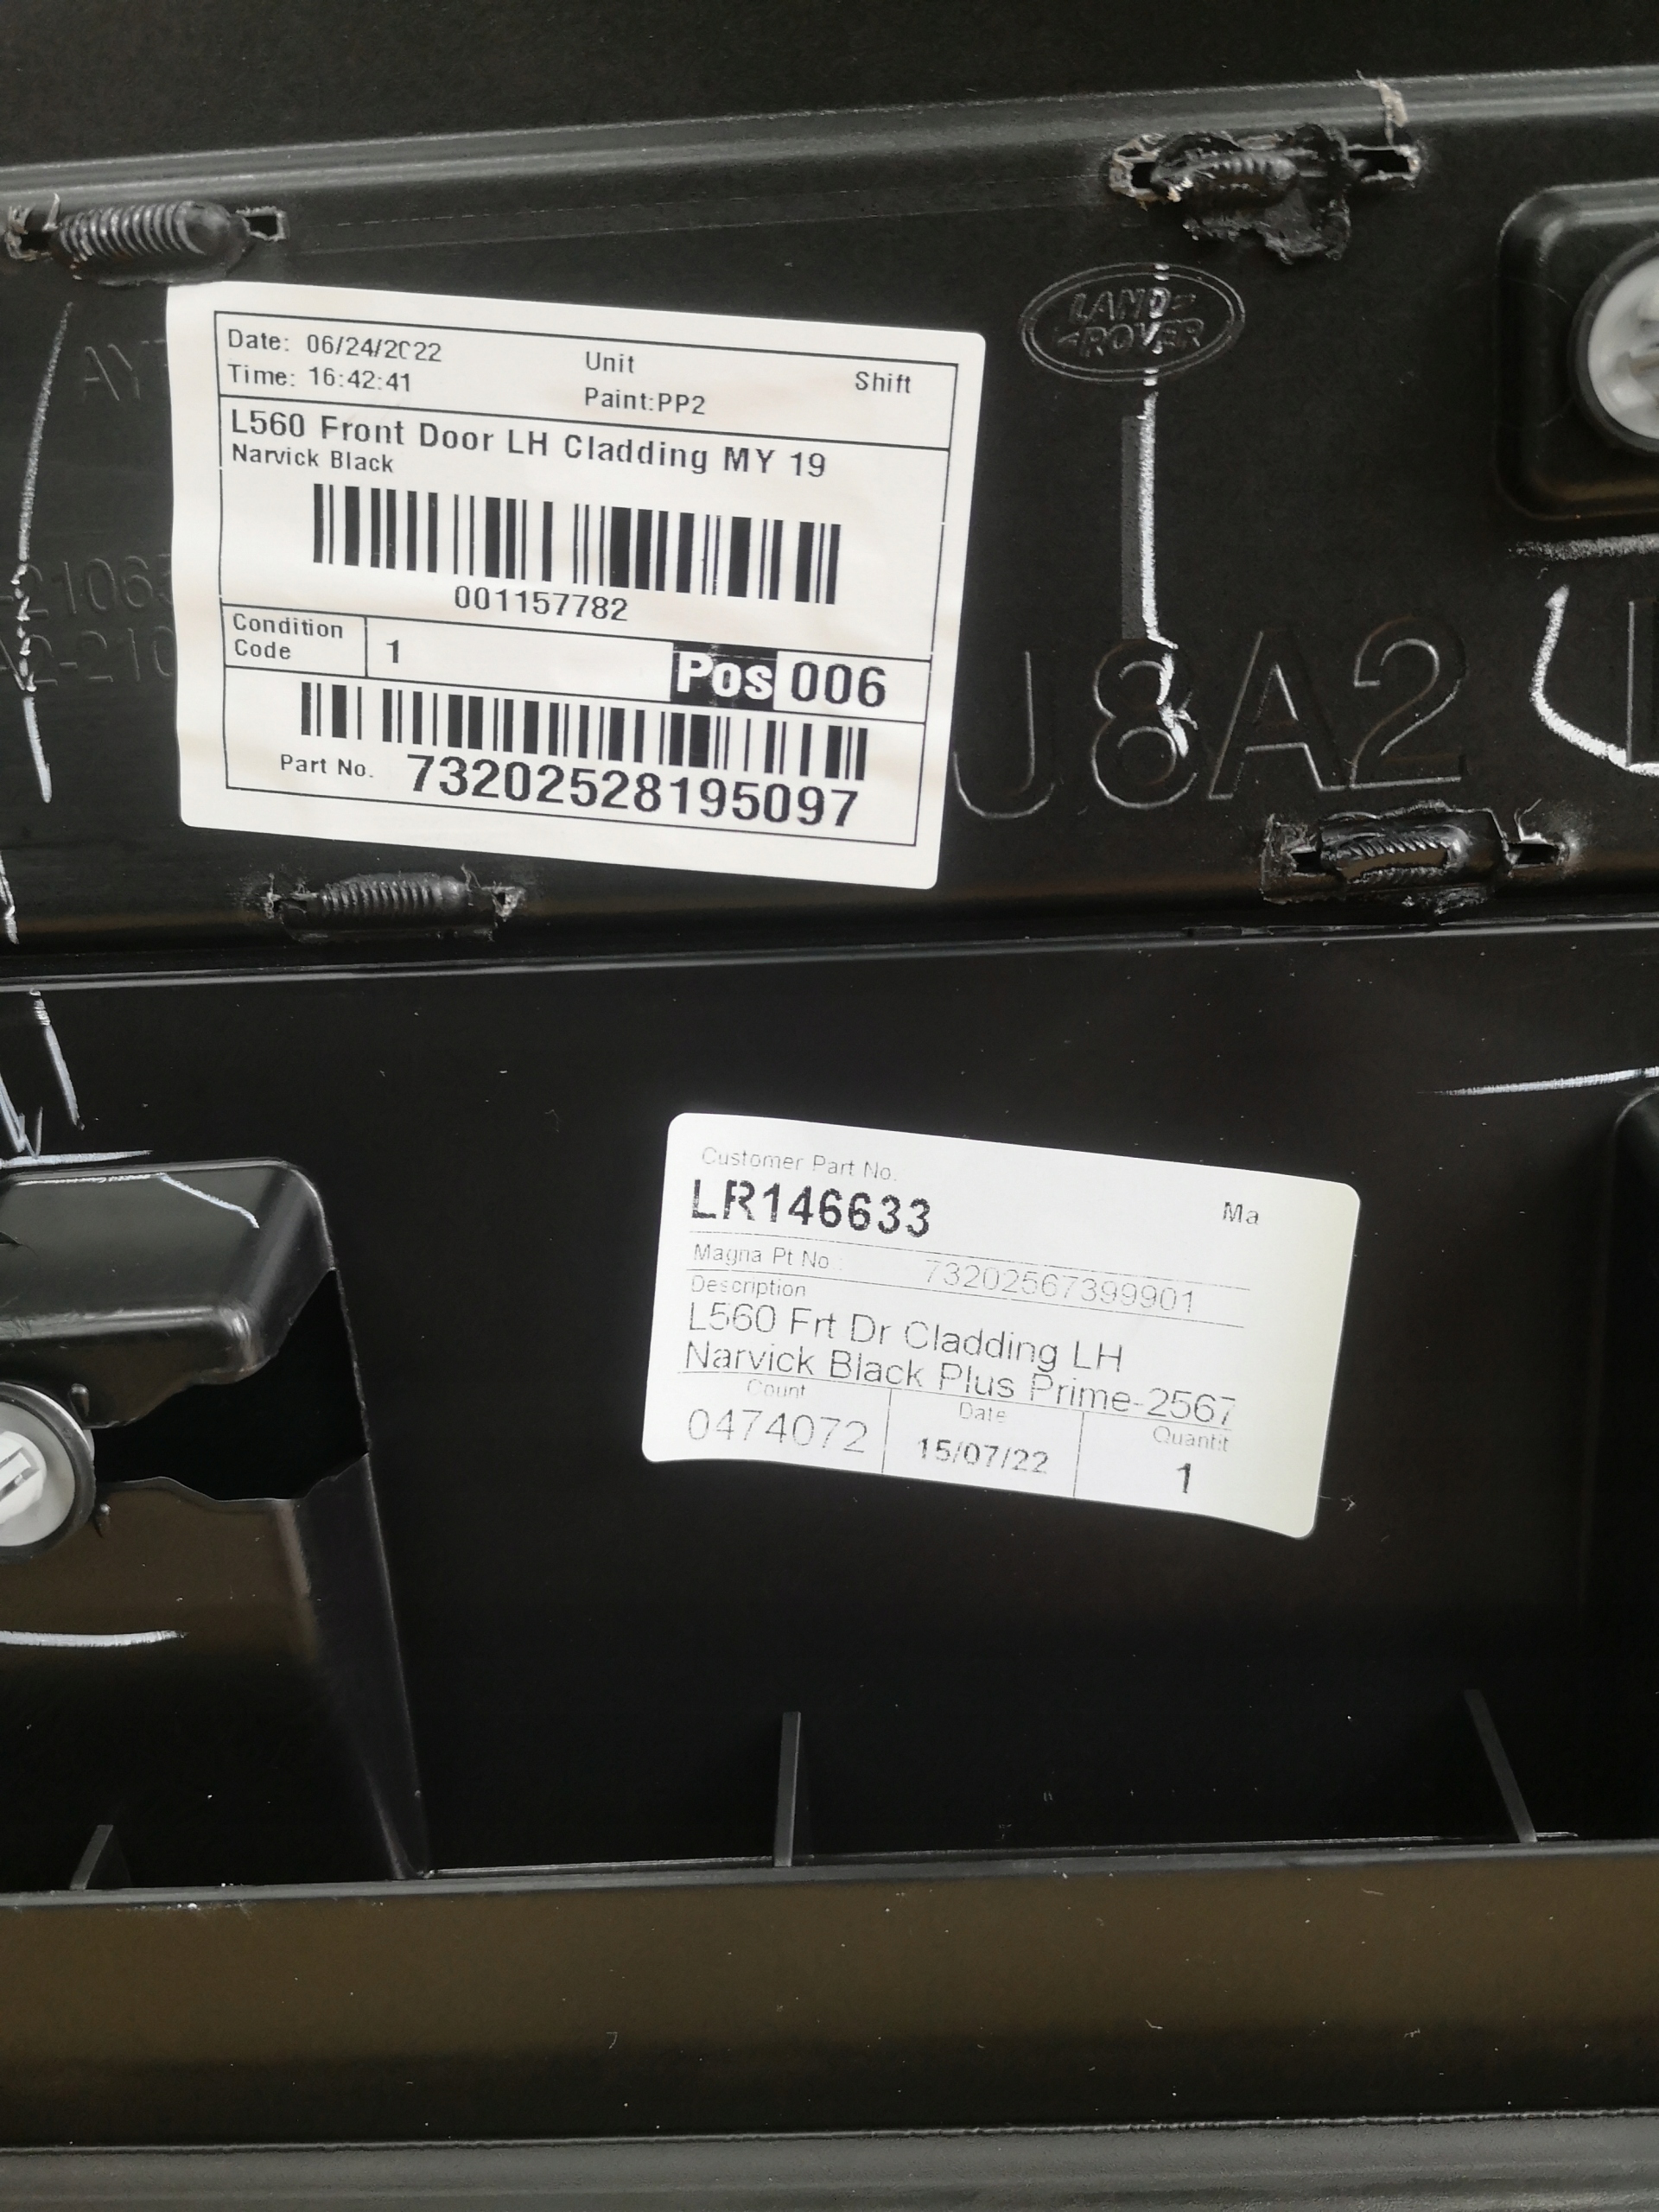 Date: 06/24/2022
Unit
Shift
Time: 16:42:41
Paint:PP2
L560 Front Door LH Cladding MY 19
Narvick Black
001157782
Condition
Code
1
Pos 006
Part No. 73202528195097
LAND-
ROVER
J8A2
Customer Part No.
LR146633
Ma
Magna Pt No : 73202567399901
Description
L560 Frt Dr Cladding LH
Narvick Black Plus Prime-2567
Count
Date
Quantit
0474072
15/07/22
1